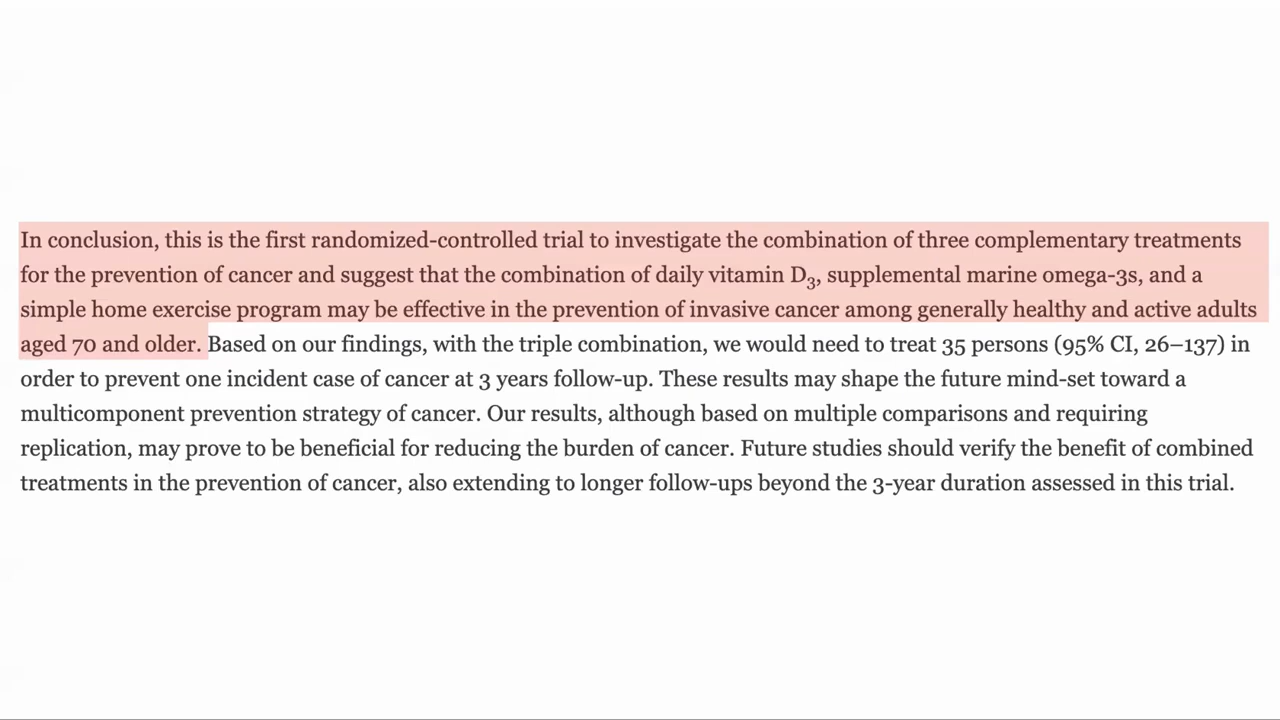 In conclusion, this is the first randomized-controlled trial to investigate the combination of three complementary treatments
for the prevention of cancer and suggest that the combination of daily vitamin D₃, supplemental marine omega-3s, and a
simple home exercise program may be effective in the prevention of invasive cancer among generally healthy and active adults
aged 70 and older. Based on our findings, with the triple combination, we would need to treat 35 persons (95% CI, 26–137) in
order to prevent one incident case of cancer at 3 years follow-up. These results may shape the future mind-set toward a
multicomponent prevention strategy of cancer. Our results, although based on multiple comparisons and requiring
replication, may prove to be beneficial for reducing the burden of cancer. Future studies should verify the benefit of combined
treatments in the prevention of cancer, also extending to longer follow-ups beyond the 3-year duration assessed in this trial.